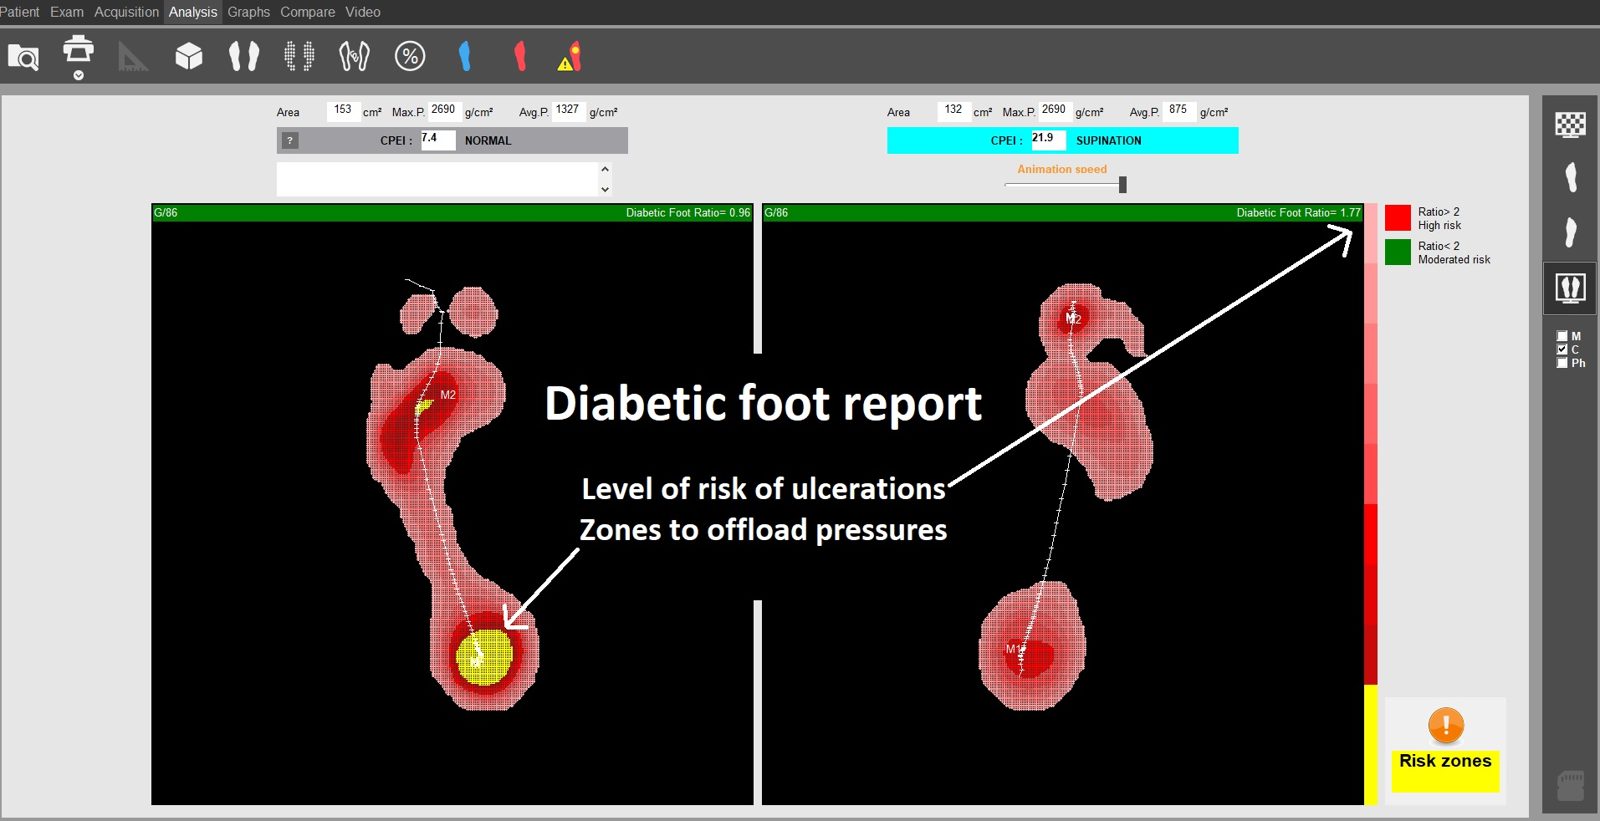 Patient Exam Acquisition Analysis Graphs Compare Video
Area 153 cm² Max.P. 2690 g/cm² Avg.P. 1327 g/cm²
? CPEI : 7.4 NORMAL
Area 132 cm² Max.P. 2690 g/cm² Avg.P. 875 g/cm²
CPEI : 21.9 SUPINATION
Animation speed
G/86 Diabetic Foot Ratio= 0.96
G/86 Diabetic Foot Ratio= 1.77
Ratio> 2
High risk
Ratio< 2
Moderated risk
M2
M2
M1
Diabetic foot report
Level of risk of ulcerations
Zones to offload pressures
M
C
Ph
Risk zones